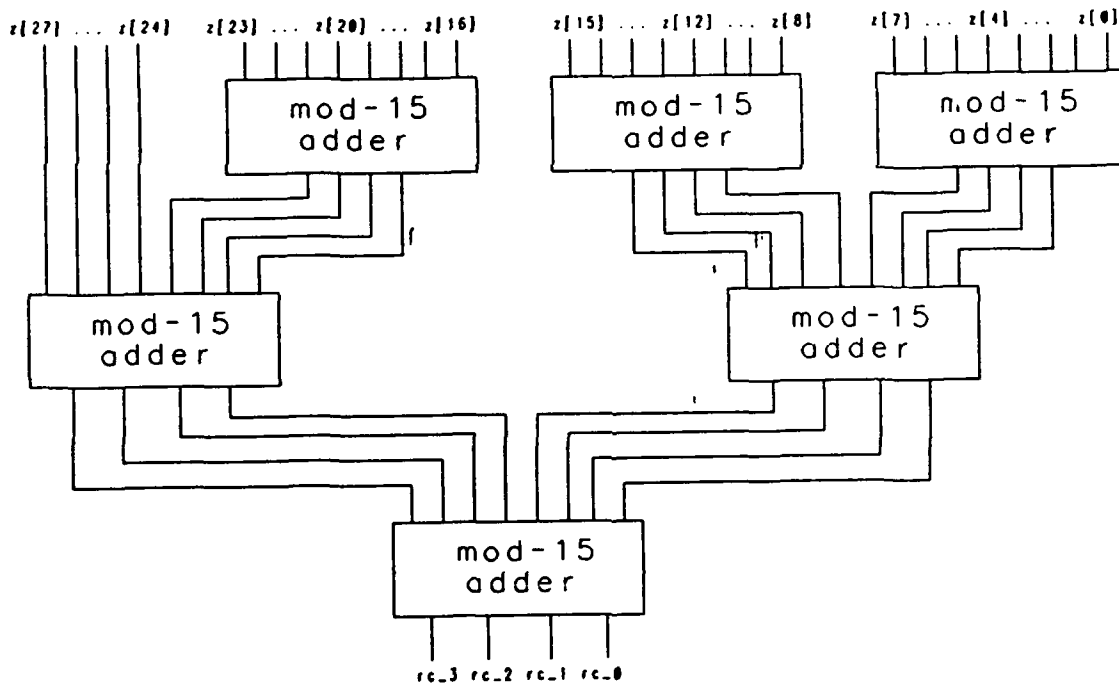 z[27] ... z[24] z[23] ... z[20] ... z[16] z[15] ... z[12] ... z[8] z[7] ... z[4] ... z[0]
mod-15 adder
mod-15 adder
mod-15 adder
mod-15 adder
mod-15 adder
mod-15 adder
rc_3 rc_2 rc_1 rc_0